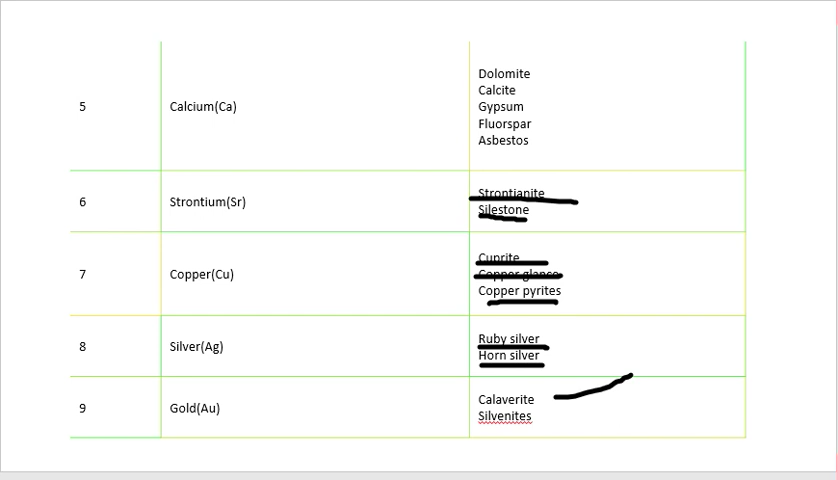 Dolomite
Calcite
5 Calcium(Ca) Gypsum
Fluorspar
Asbestos
Strontianite
6 Strontium(Sr)
Silestone
Cuprite
7 Copper(Cu) Copper glance
Copper pyrites
Ruby silver
8 Silver(Ag)
Horn silver
Calaverite
9 Gold(Au)
Silvenites